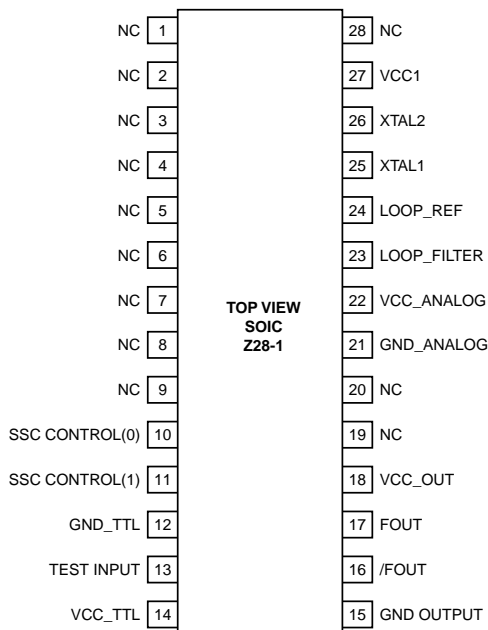 NC 1 28 NC
NC 2 27 VCC1
NC 3 26 XTAL2
NC 4 25 XTAL1
NC 5 24 LOOP_REF
NC 6 23 LOOP_FILTER
NC 7 22 VCC_ANALOG
TOP VIEW
SOIC
Z28-1
NC 8 21 GND_ANALOG
NC 9 20 NC
SSC CONTROL(0) 10 19 NC
SSC CONTROL(1) 11 18 VCC_OUT
GND_TTL 12 17 FOUT
TEST INPUT 13 16 /FOUT
VCC_TTL 14 15 GND OUTPUT